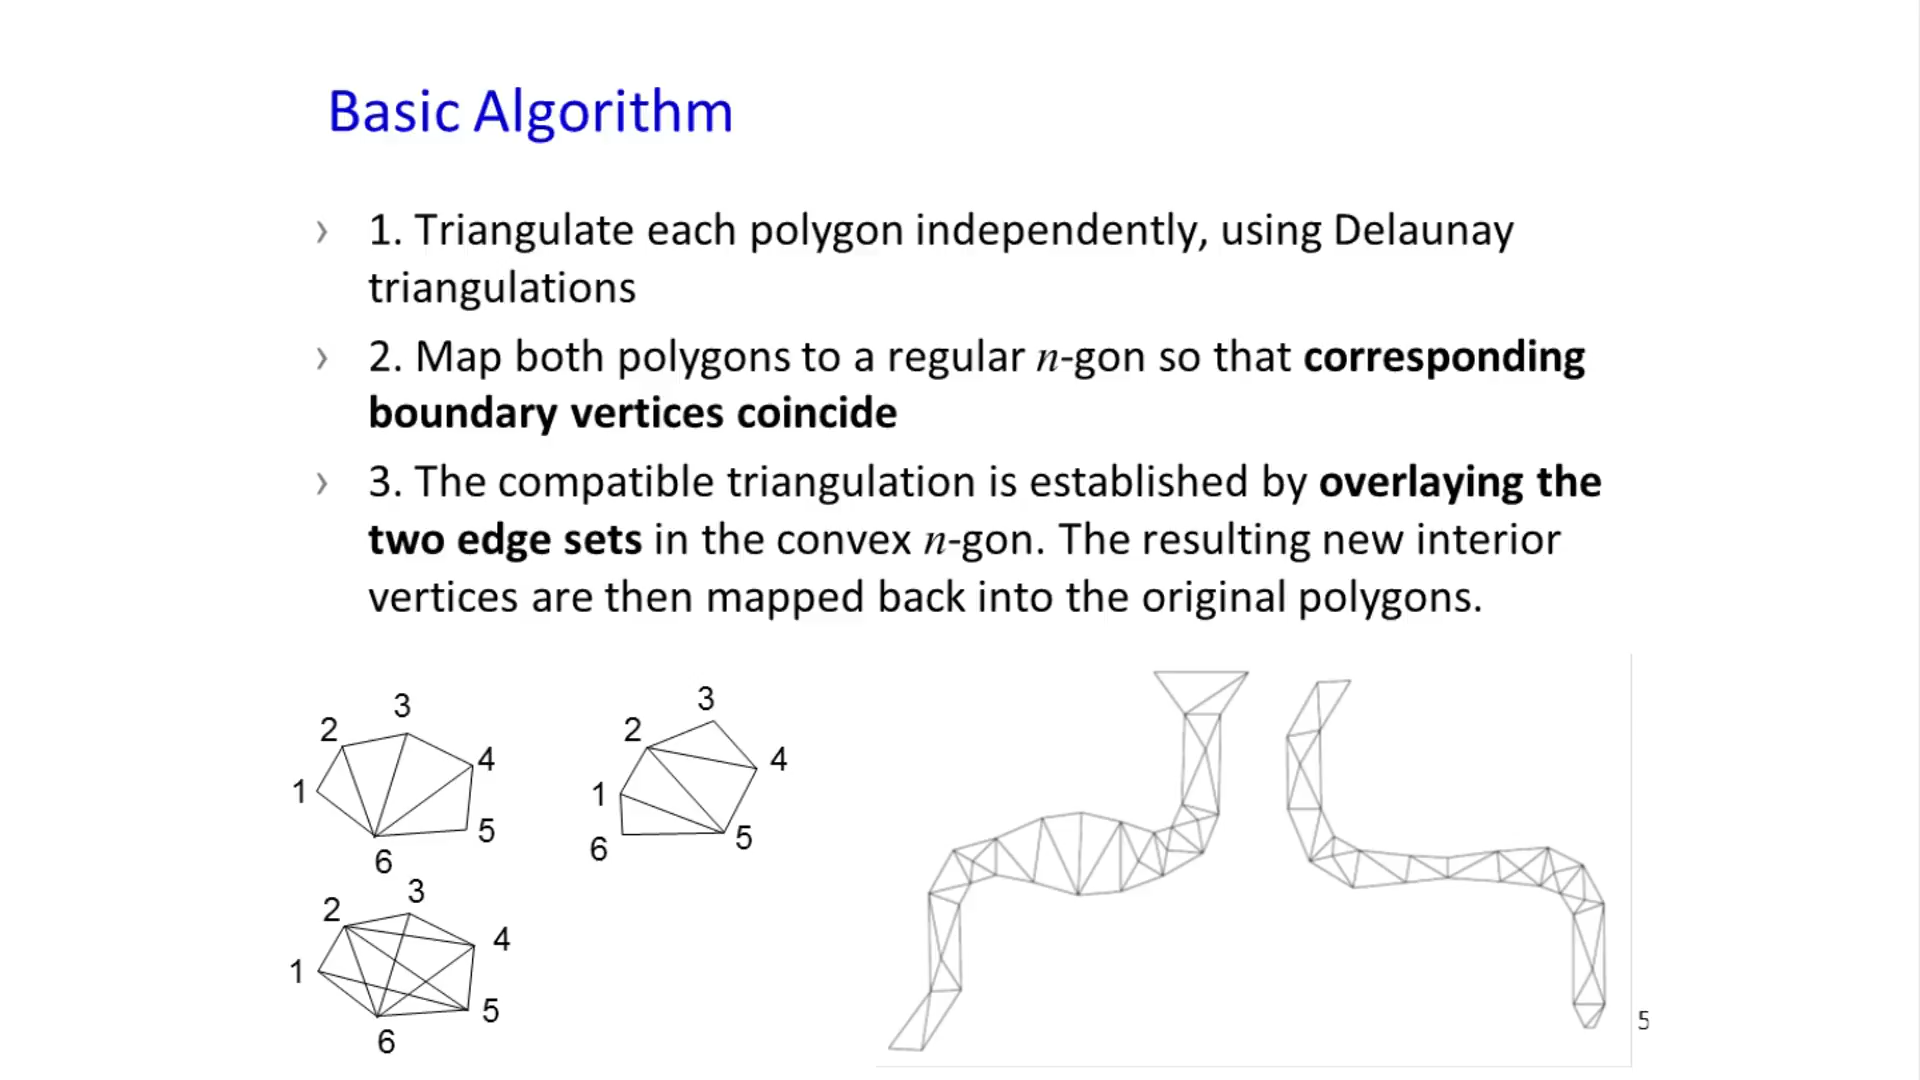 Basic Algorithm
› 1. Triangulate each polygon independently, using Delaunay
triangulations
› 2. Map both polygons to a regular n-gon so that corresponding
boundary vertices coincide
› 3. The compatible triangulation is established by overlaying the
two edge sets in the convex n-gon. The resulting new interior
vertices are then mapped back into the original polygons.
3
2
4
1
5
6
3
2
4
1
5
6
3
2
4
1
5
6
5